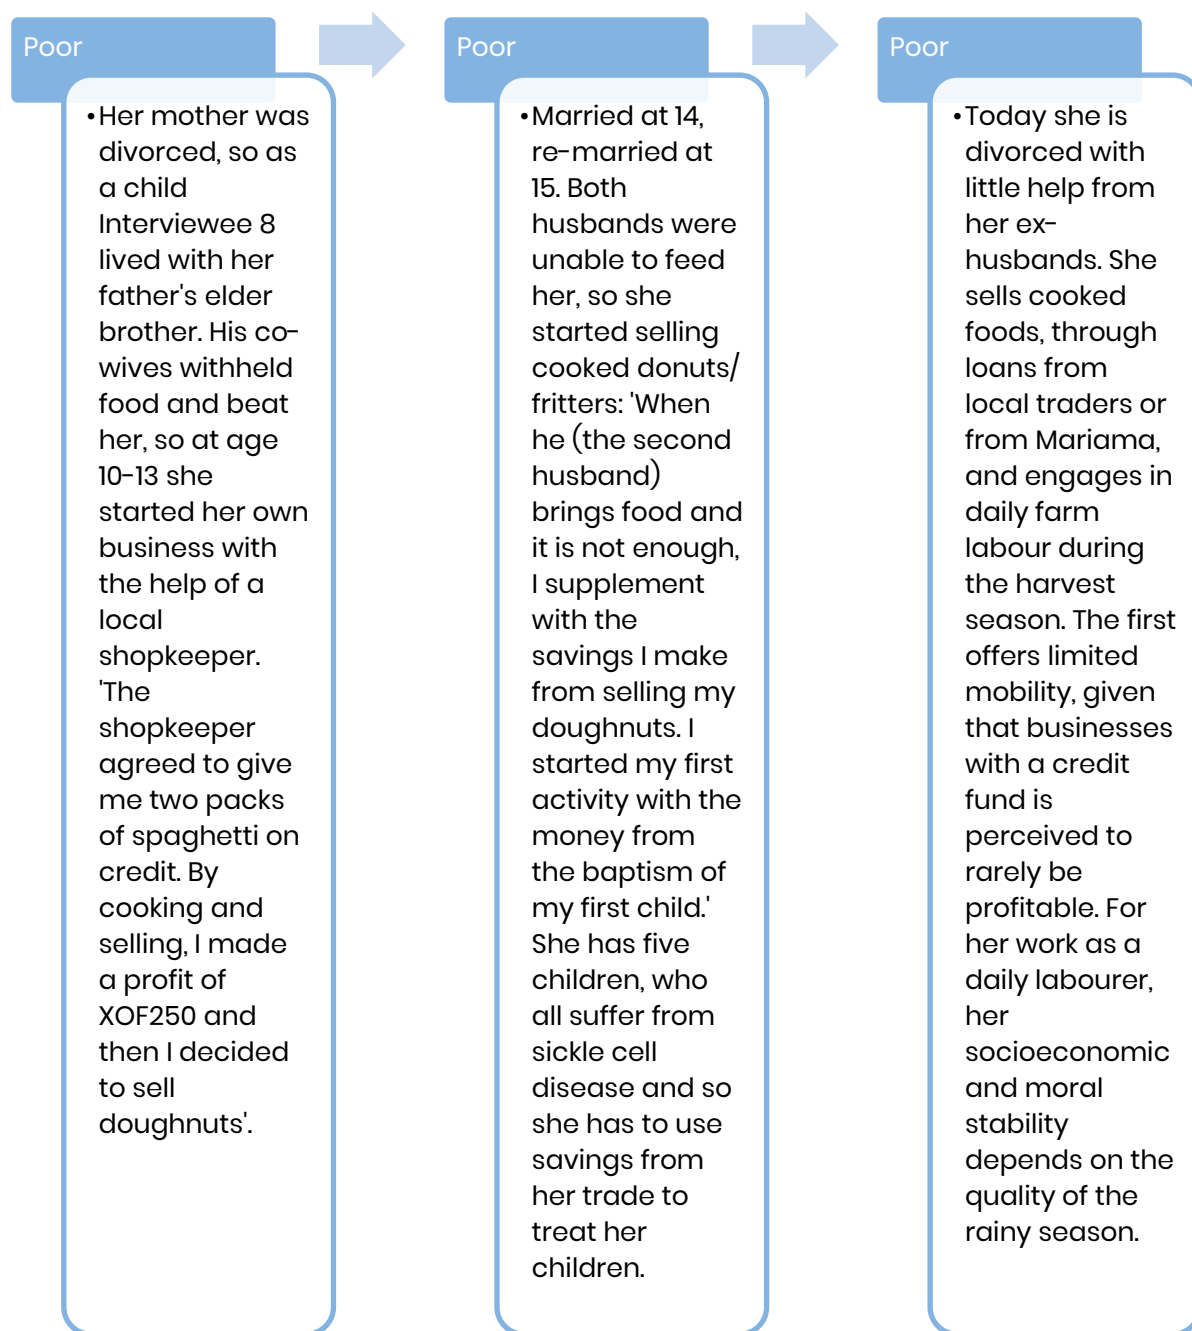 Poor
•Her mother was
divorced, so as
a child
Interviewee 8
lived with her
father's elder
brother. His co-
wives withheld
food and beat
her, so at age
10-13 she
started her own
business with
the help of a
local
shopkeeper.
'The
shopkeeper
agreed to give
me two packs
of spaghetti on
credit. By
cooking and
selling, I made
a profit of
XOF250 and
then I decided
to sell
doughnuts'.
Poor
•Married at 14,
re-married at
15. Both
husbands were
unable to feed
her, so she
started selling
cooked donuts/
fritters: 'When
he (the second
husband)
brings food and
it is not enough,
I supplement
with the
savings I make
from selling my
doughnuts. I
started my first
activity with the
money from
the baptism of
my first child.'
She has five
children, who
all suffer from
sickle cell
disease and so
she has to use
savings from
her trade to
treat her
children.
Poor
•Today she is
divorced with
little help from
her ex-
husbands. She
sells cooked
foods, through
loans from
local traders or
from Mariama,
and engages in
daily farm
labour during
the harvest
season. The first
offers limited
mobility, given
that businesses
with a credit
fund is
perceived to
rarely be
profitable. For
her work as a
daily labourer,
her
socioeconomic
and moral
stability
depends on the
quality of the
rainy season.